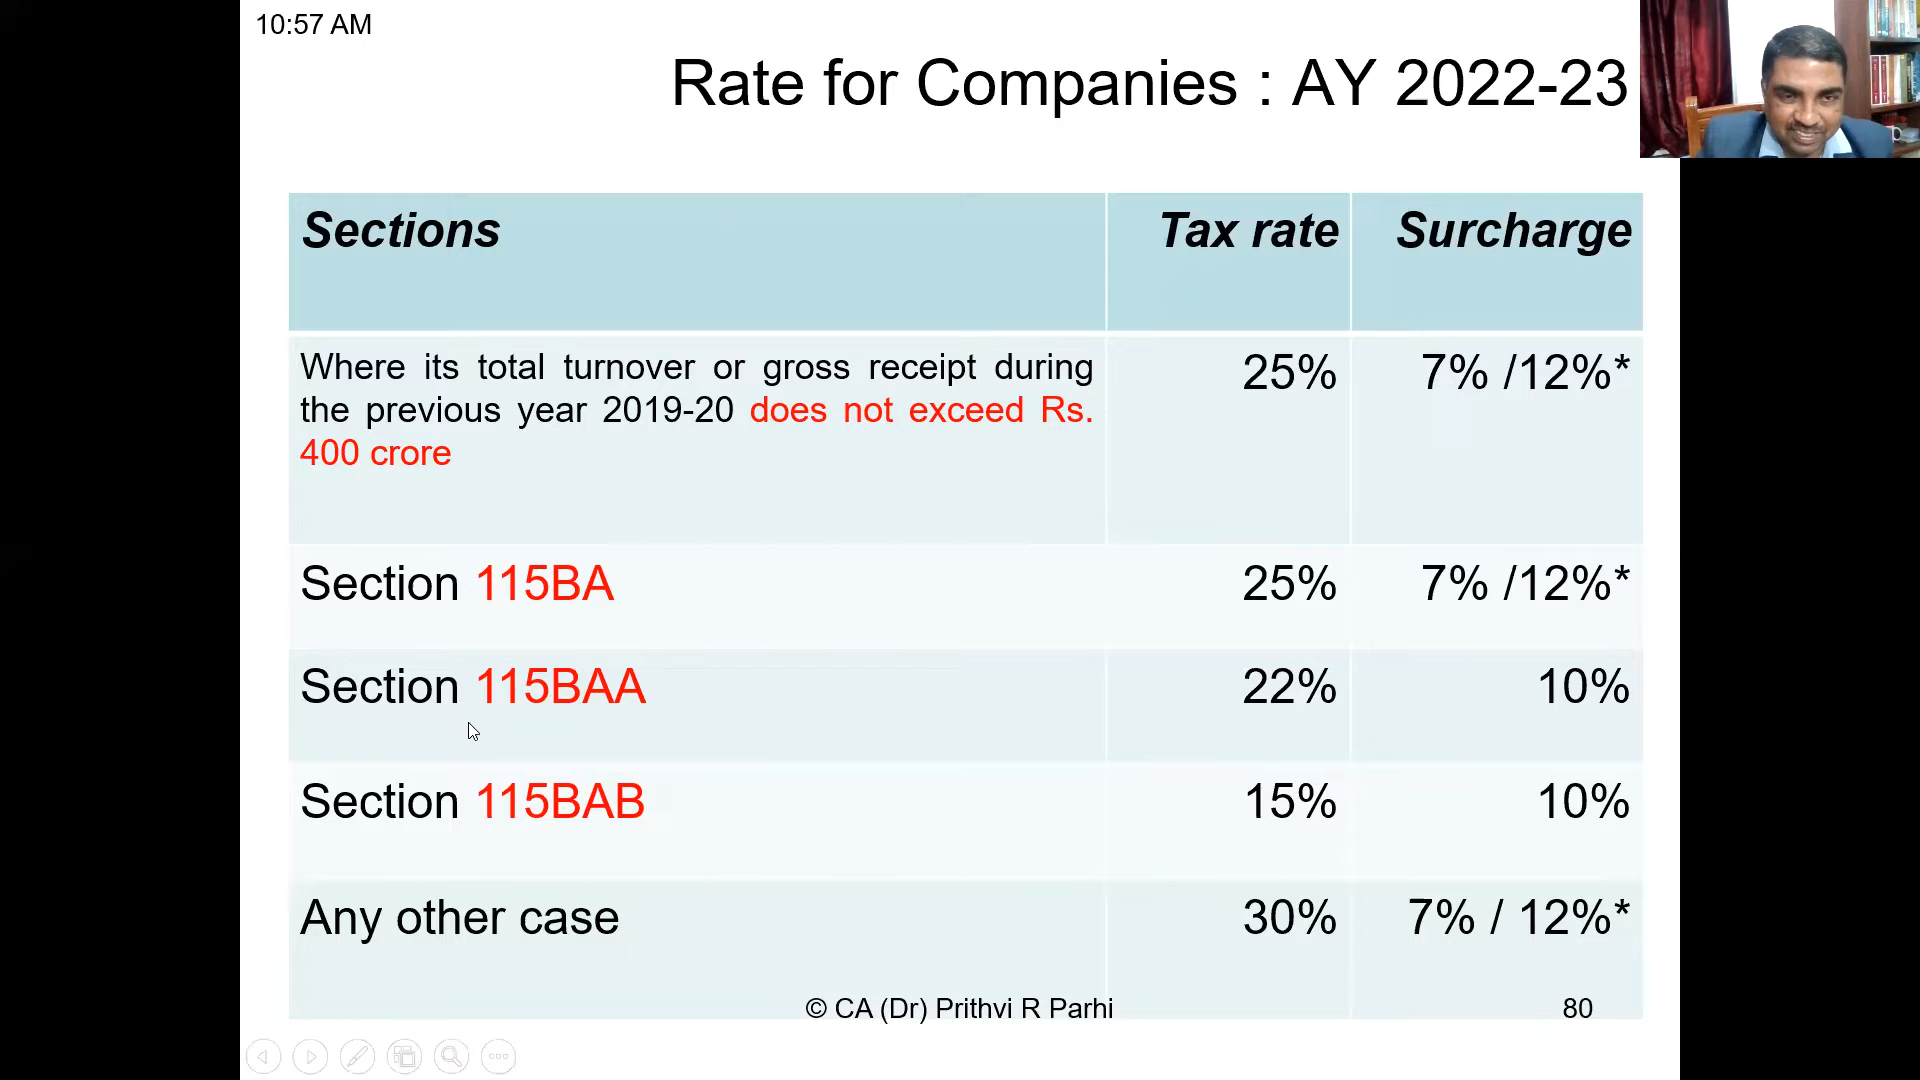 10:57 AM
Rate for Companies : AY 2022-23
Sections Tax rate Surcharge
Where its total turnover or gross receipt during 25% 7% /12%*
the previous year 2019-20 does not exceed Rs.
400 crore
Section 115BA 25% 7% /12%*
Section 115BAA 22% 10%
Section 115BAB 15% 10%
Any other case 30% 7% / 12%*
© CA (Dr) Prithvi R Parhi 80